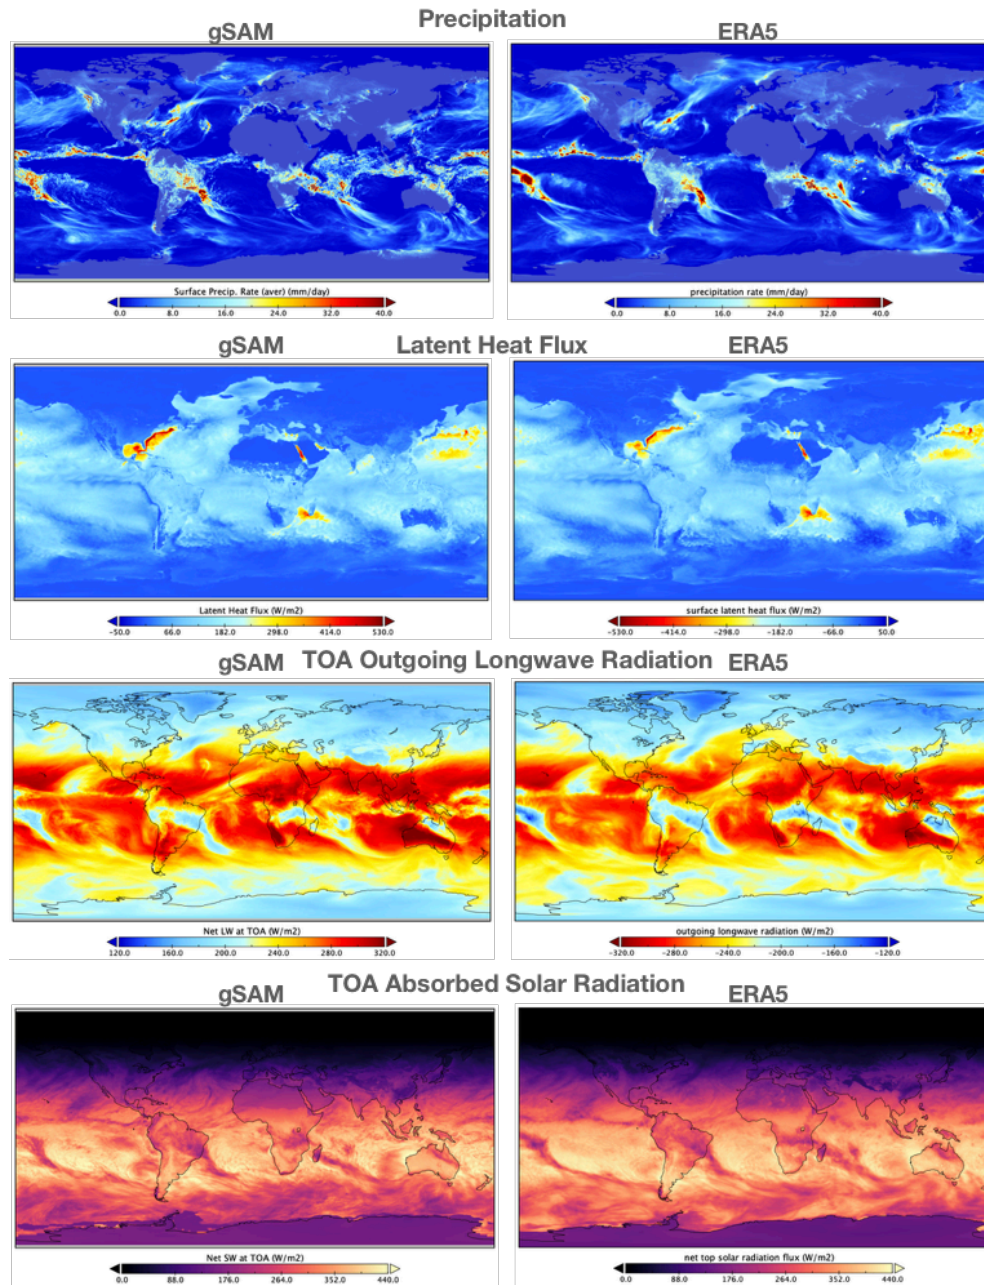 Precipitation
gSAM ERA5
Surface Precip. Rate (aver) (mm/day)
0.0 8.0 16.0 24.0 32.0 40.0
precipitation rate (mm/day)
0.0 8.0 16.0 24.0 32.0 40.0
gSAM Latent Heat Flux ERA5
Latent Heat Flux (W/m2)
-50.0 66.0 182.0 298.0 414.0 530.0
surface latent heat flux (W/m2)
-530.0 -414.0 -298.0 -182.0 -66.0 50.0
gSAM TOA Outgoing Longwave Radiation ERA5
Net LW at TOA (W/m2)
120.0 160.0 200.0 240.0 280.0 320.0
outgoing longwave radiation (W/m2)
-320.0 -280.0 -240.0 -200.0 -160.0 -120.0
TOA Absorbed Solar Radiation
gSAM ERA5
Net SW at TOA (W/m2)
0.0 88.0 176.0 264.0 352.0 440.0
net top solar radiation flux (W/m2)
0.0 88.0 176.0 264.0 352.0 440.0